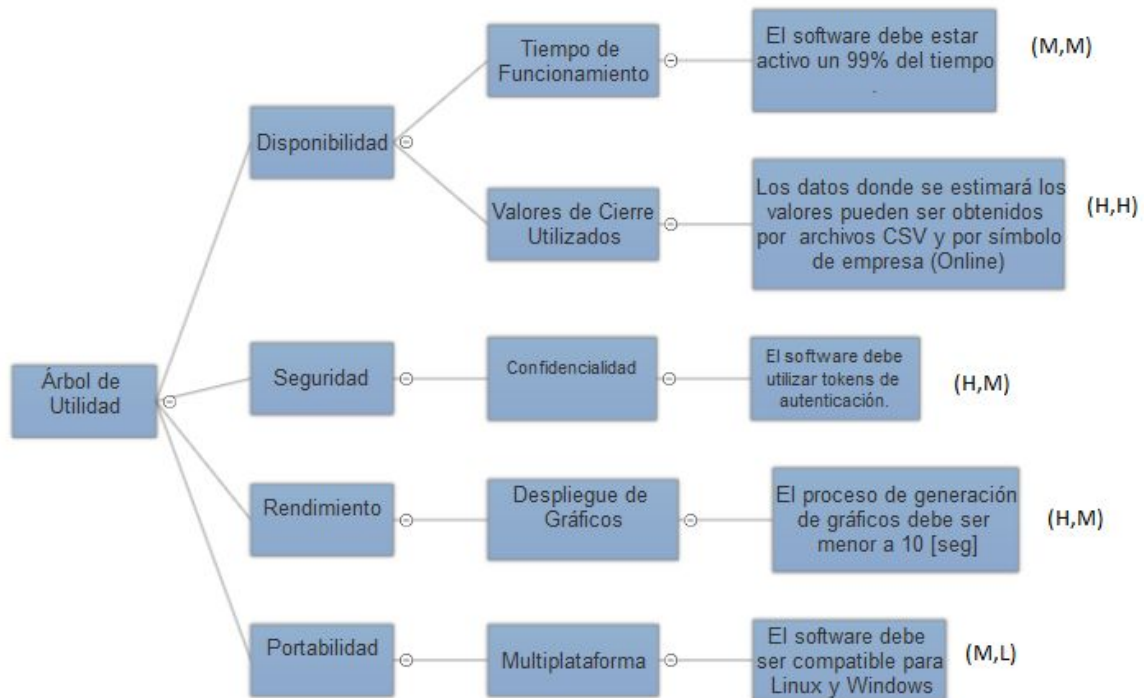 Tiempo de
Funcionamiento
El software debe estar
activo un 99% del tiempo
.
(M,M)
Disponibilidad
Valores de Cierre
Utilizados
Los datos donde se estimará los
valores pueden ser obtenidos
por archivos CSV y por símbolo
de empresa (Online)
(H,H)
Árbol de
Utilidad
Seguridad
Confidencialidad
El software debe
utilizar tokens de
autenticación.
(H,M)
Rendimiento
Despliegue de
Gráficos
El proceso de generación
de gráficos debe ser
menor a 10 [seg]
(H,M)
Portabilidad
Multiplataforma
El software debe
ser compatible para
Linux y Windows
(M,L)